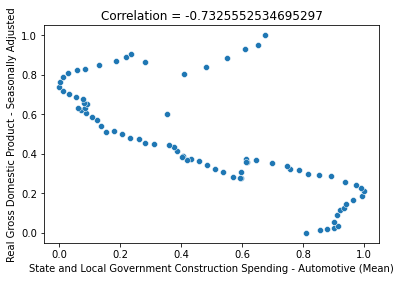 Correlation = -0.7325552534695297
Real Gross Domestic Product - Seasonally Adjusted
1.0
0.8
0.6
0.4
0.2
0.0
0.0 0.2 0.4 0.6 0.8 1.0
State and Local Government Construction Spending - Automotive (Mean)